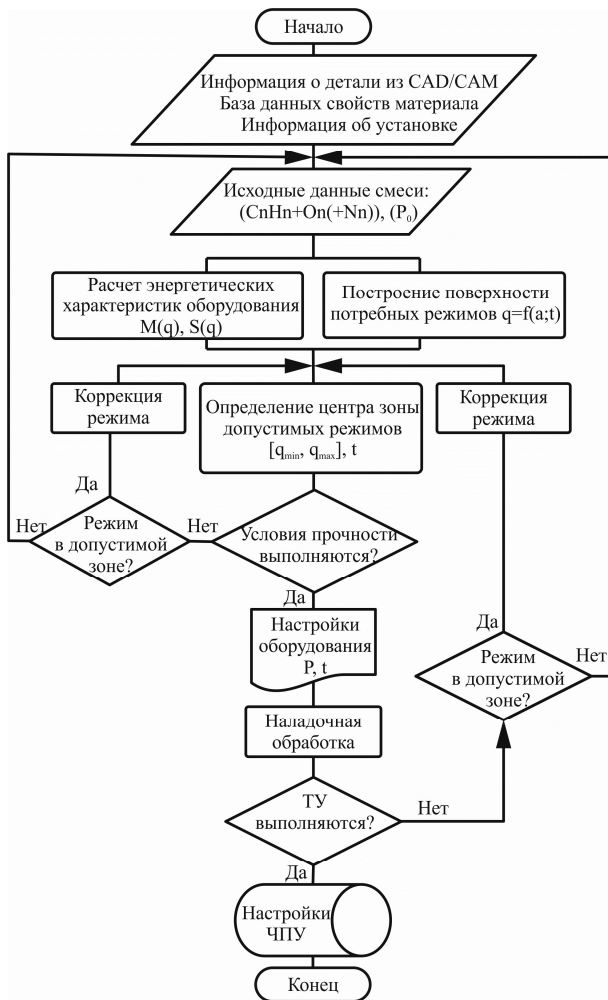 Начало
Информация о детали из CAD/CAM
База данных свойств материала
Информация об установке
Исходные данные смеси:
(CnHn+On(+Nn)), (P₀)
Расчет энергетических
характеристик оборудования
M(q), S(q)
Построение поверхности
потребных режимов q=f(a;t)
Коррекция
режима
Определение центра зоны
допустимых режимов
[qmin, qmax], t
Коррекция
режима
Да
Нет
Режим
в допустимой
зоне?
Нет
Условия прочности
выполняются?
Да
Настройки
оборудования
P, t
Да
Режим
в допустимой
зоне?
Нет
Наладочная
обработка
ТУ
выполняются?
Нет
Да
Настройки
ЧПУ
Конец